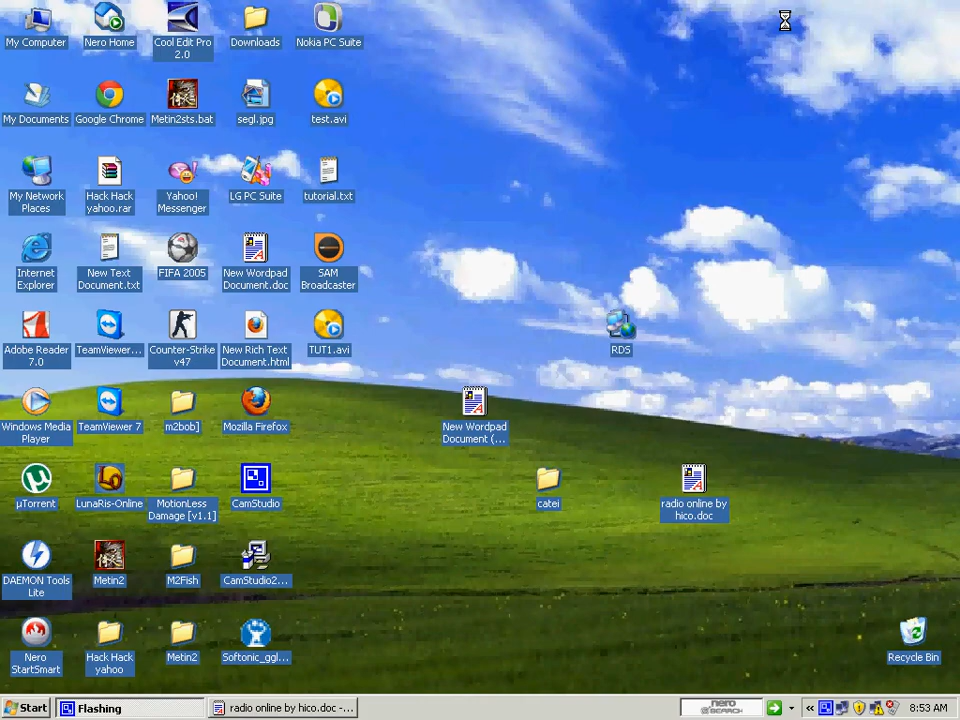 My Computer
Nero Home
Cool Edit Pro
2.0
Downloads
Nokia PC Suite
My Documents
Google Chrome
Metin2sts.bat
segl.jpg
test.avi
My Network
Places
Hack Hack
yahoo.rar
Yahoo!
Messenger
LG PC Suite
tutorial.txt
Internet
Explorer
New Text
Document.txt
FIFA 2005
New Wordpad
Document.doc
SAM
Broadcaster
Adobe Reader
7.0
TeamViewer...
Counter-Strike
v47
New Rich Text
Document.html
TUT1.avi
RDS
Windows Media
Player
TeamViewer 7
m2bob]
Mozilla Firefox
New Wordpad
Document (...
µTorrent
LunaRis-Online
MotionLess
Damage [v1.1]
CamStudio
catei
radio online by
hico.doc
DAEMON Tools
Lite
Metin2
M2Fish
CamStudio2...
Nero
StartSmart
Hack Hack
yahoo
Metin2
Softonic_ggl...
Recycle Bin
Start
Flashing
radio online by hico.doc -...
nero
SEARCH
8:53 AM